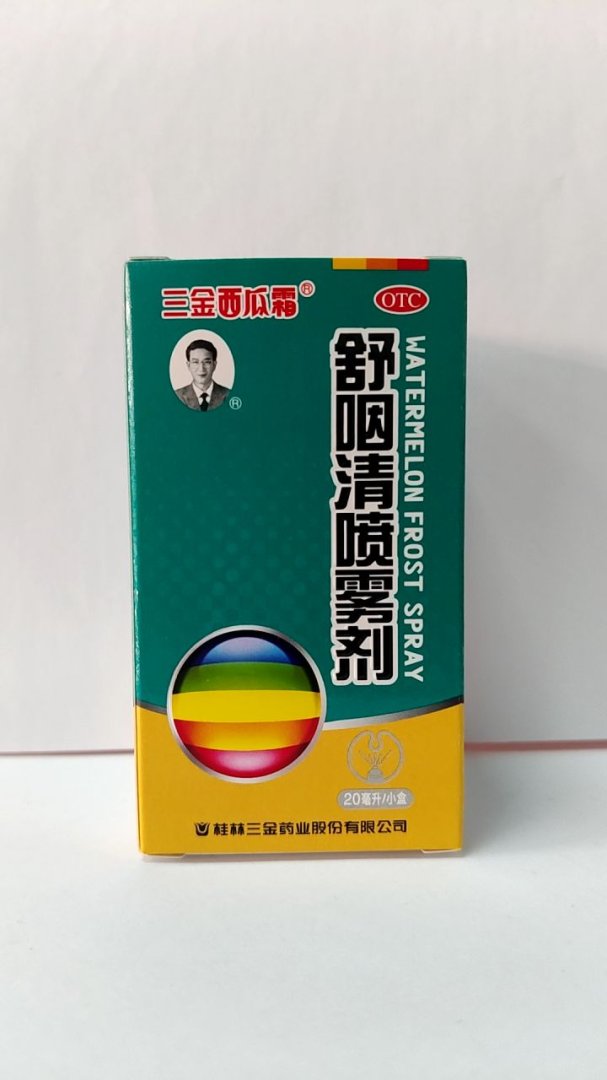 三金西瓜霜®
OTC
®
舒咽清喷雾剂
WATERMELON FROST SPRAY
20毫升/小盒
桂林三金药业股份有限公司